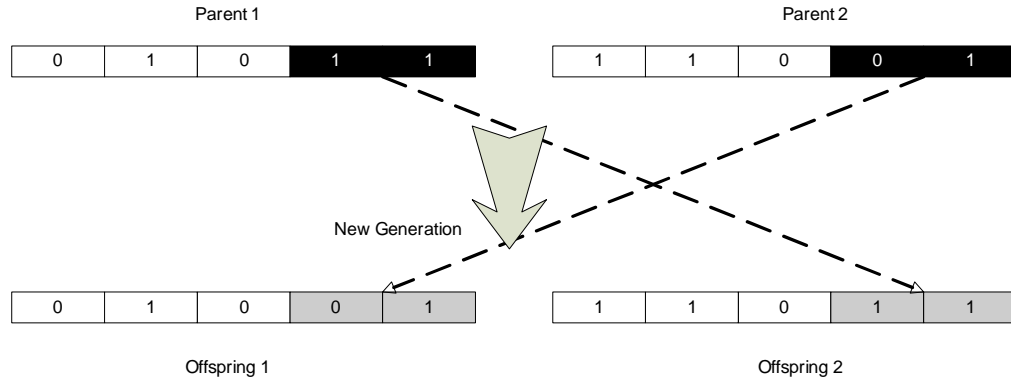 Parent 1 Parent 2
0 1 0 1 1 1 1 0 0 1
New Generation
0 1 0 0 1 1 1 0 1 1
Offspring 1 Offspring 2